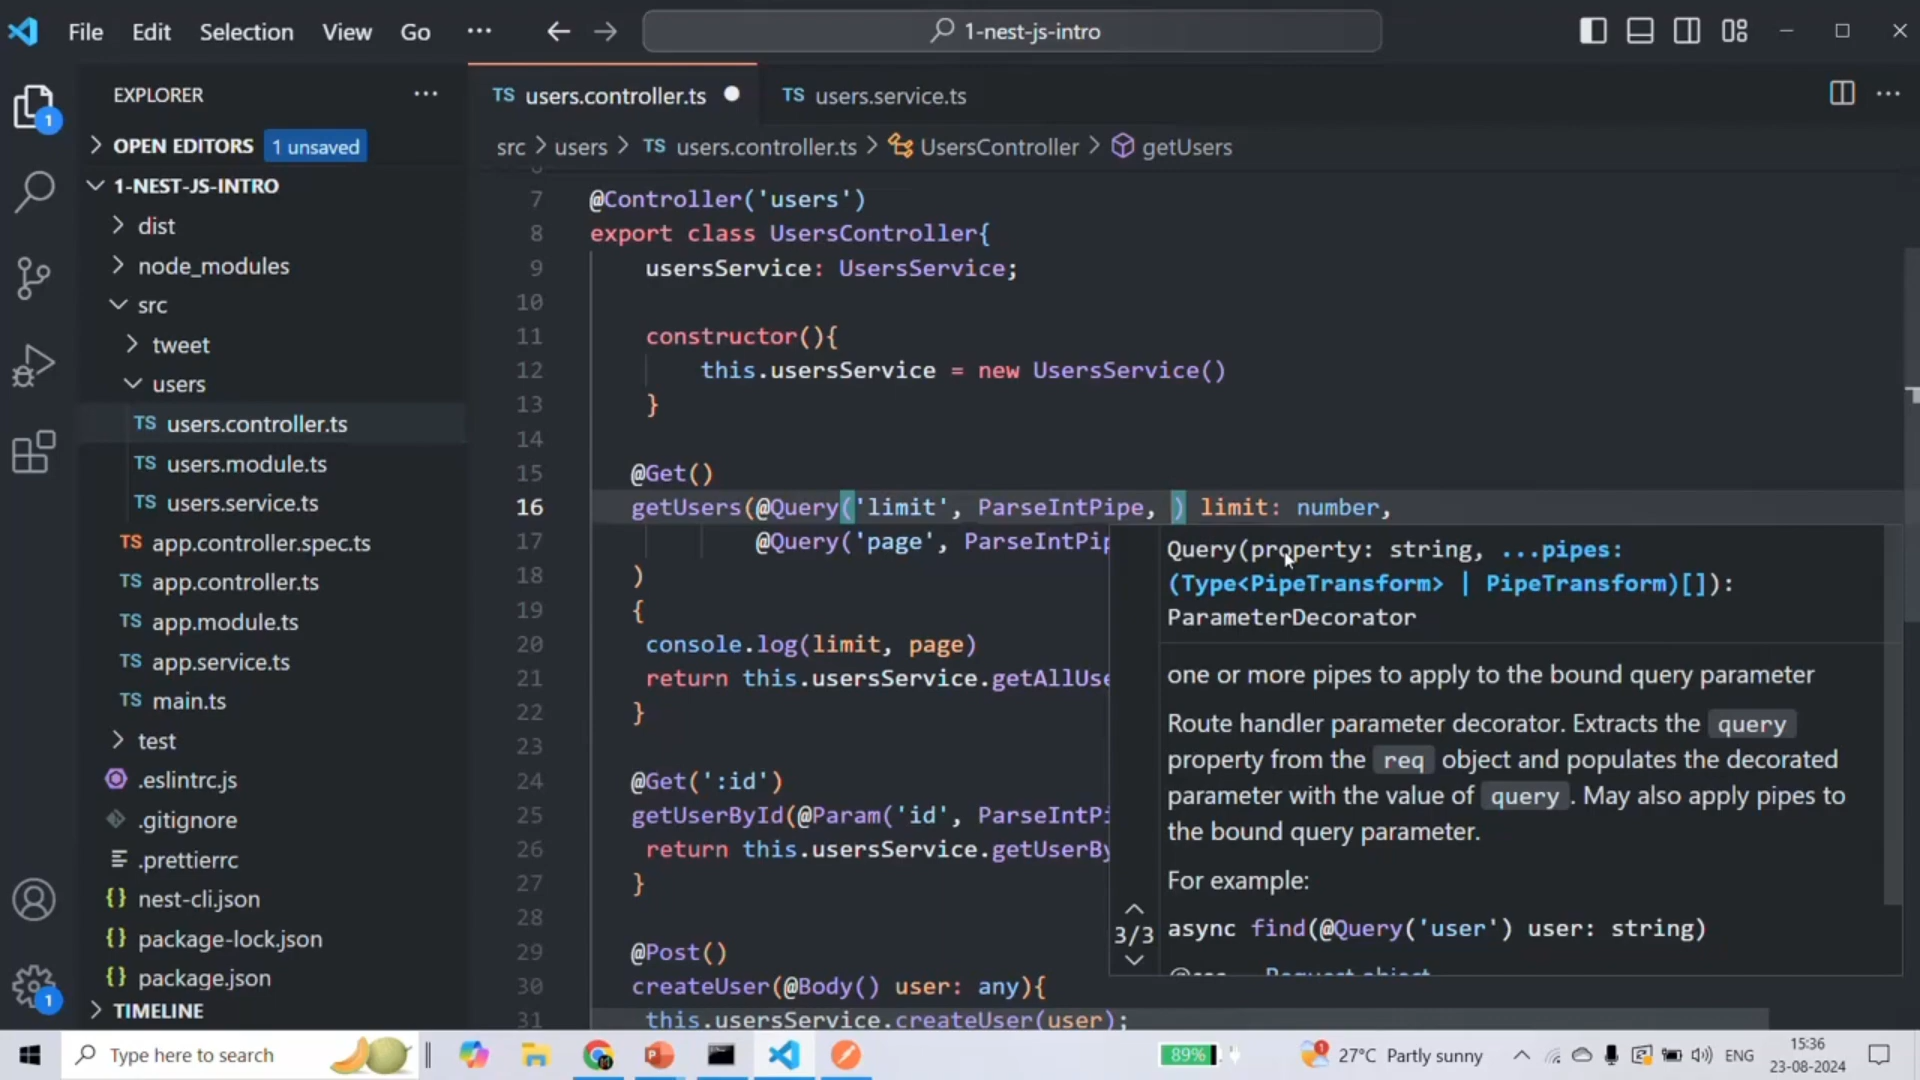 File Edit Selection View Go ··· 1-nest-js-intro
EXPLORER ···
OPEN EDITORS 1 unsaved
1-NEST-JS-INTRO
dist
node_modules
src
tweet
users
TS users.controller.ts
TS users.module.ts
TS users.service.ts
TS app.controller.spec.ts
TS app.controller.ts
TS app.module.ts
TS app.service.ts
TS main.ts
test
.eslintrc.js
.gitignore
.prettierrc
{} nest-cli.json
{} package-lock.json
{} package.json
TIMELINE
1
1
TS users.controller.ts TS users.service.ts ···
src > users > TS users.controller.ts > UsersController > getUsers
7 @Controller('users')
8 export class UsersController{
9 usersService: UsersService;
10
11 constructor(){
12 this.usersService = new UsersService()
13 }
14
15 @Get()
16 getUsers(@Query('limit', ParseIntPipe, ) limit: number,
17 @Query('page', ParseIntPip
18 )
19 {
20 console.log(limit, page)
21 return this.usersService.getAllUse
22 }
23
24 @Get(':id')
25 getUserById(@Param('id', ParseIntPi
26 return this.usersService.getUserBy
27 }
28
29 @Post()
30 createUser(@Body() user: any){
31 this.usersService.createUser(user);
Query(property: string, ...pipes:
(Type<PipeTransform> | PipeTransform)[]):
ParameterDecorator
one or more pipes to apply to the bound query parameter
Route handler parameter decorator. Extracts the query
property from the req object and populates the decorated
parameter with the value of query . May also apply pipes to
the bound query parameter.
For example:
3/3
async find(@Query('user') user: string)
Request object
Type here to search 89% 1 27°C Partly sunny ENG 15:36
23-08-2024